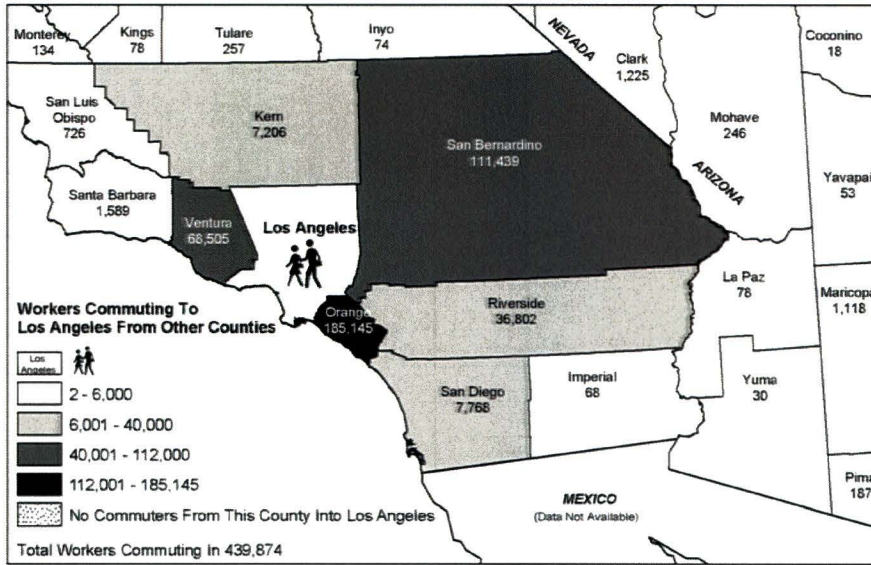 Monterey
134
Kings
78
Tulare
257
Inyo
74
NEVADA
Clark
1,225
Coconino
18
San Luis
Obispo
726
Kern
7,206
San Bernardino
111,439
Mohave
246
ARIZONA
Yavapai
53
Santa Barbara
1,589
Ventura
68,505
Los Angeles
La Paz
78
Maricopa
1,118
Orange
185,145
Riverside
36,802
San Diego
7,768
Imperial
68
Yuma
30
Pima
187
MEXICO
(Data Not Available)
Workers Commuting To
Los Angeles From Other Counties
Los
Angeles
2 - 6,000
6,001 - 40,000
40,001 - 112,000
112,001 - 185,145
No Commuters From This County Into Los Angeles
Total Workers Commuting In 439,874